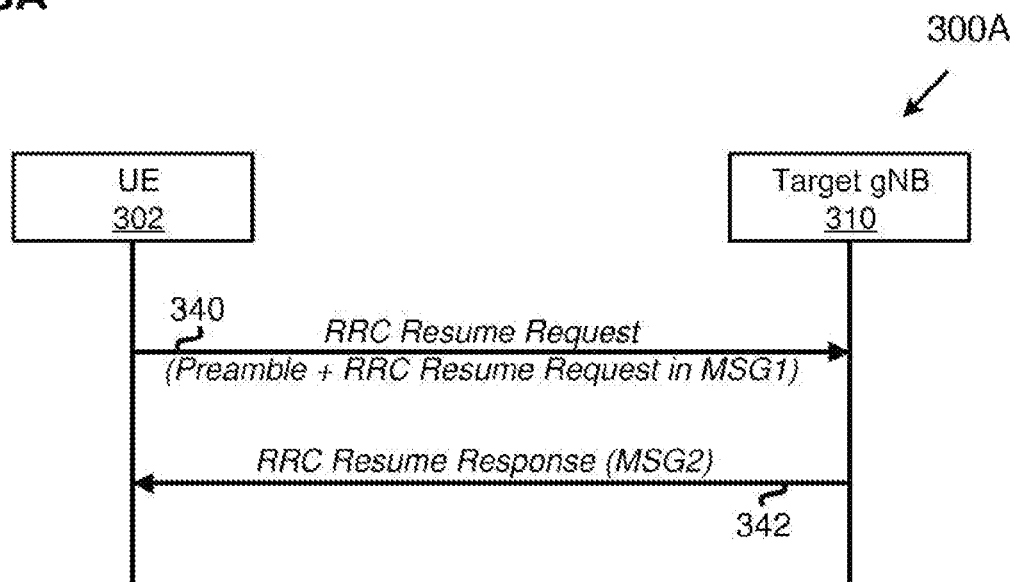 300A
UE
302
Target gNB
310
340
RRC Resume Request
(Preamble + RRC Resume Request in MSG1)
RRC Resume Response (MSG2)
342